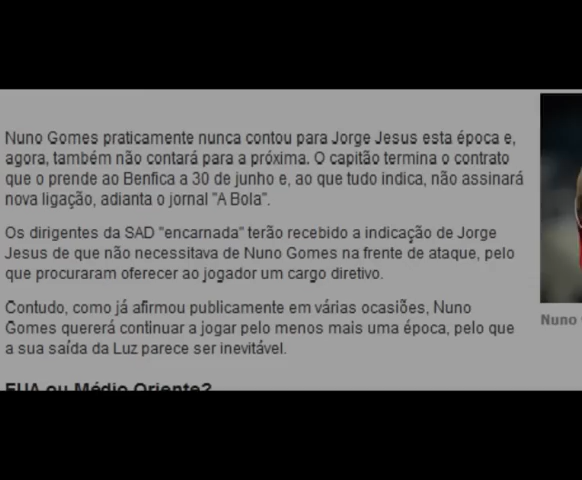 Nuno Gomes praticamente nunca contou para Jorge Jesus esta época e,
agora, também não contará para a próxima. O capitão termina o contrato
que o prende ao Benfica a 30 de junho e, ao que tudo indica, não assinará
nova ligação, adianta o jornal "A Bola".
Os dirigentes da SAD "encarnada" terão recebido a indicação de Jorge
Jesus de que não necessitava de Nuno Gomes na frente de ataque, pelo
que procuraram oferecer ao jogador um cargo diretivo.
Contudo, como já afirmou publicamente em várias ocasiões, Nuno
Gomes quererá continuar a jogar pelo menos mais uma época, pelo que
a sua saída da Luz parece ser inevitável.
EUA ou Médio Oriente?
Nuno